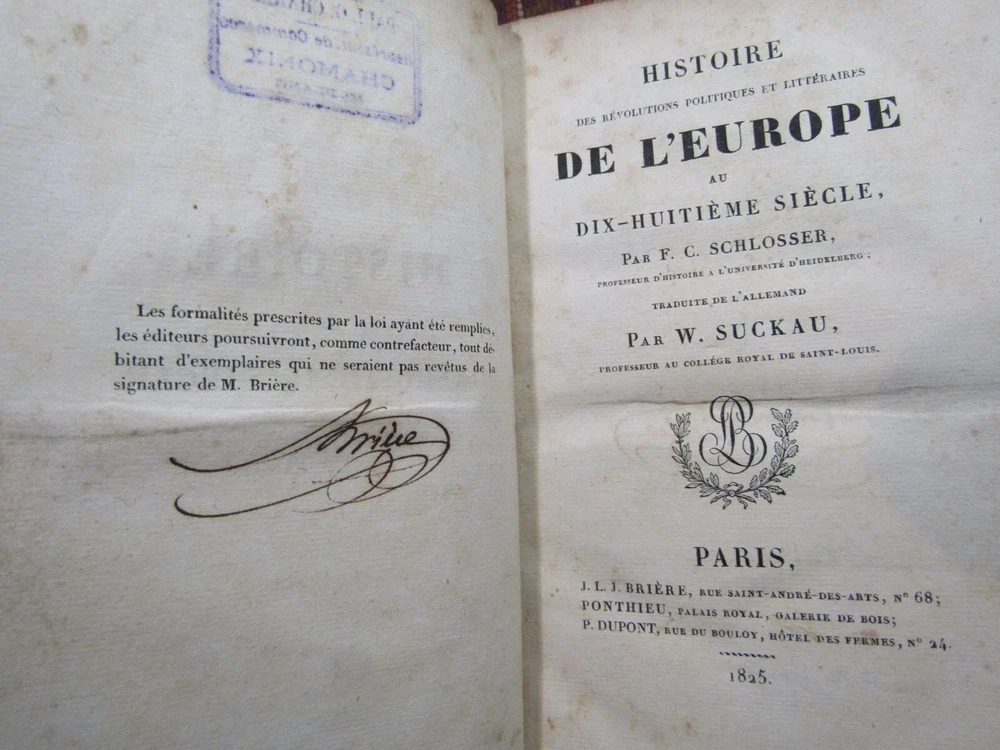 CHAMONIX
Les formalités prescrites par la loi ayant été remplies,
les éditeurs poursuivront, comme contrefacteur, tout dé-
bitant d'exemplaires qui ne seraient pas revêtus de la
signature de M. Brière.
Brière
HISTOIRE
DES RÉVOLUTIONS POLITIQUES ET LITTÉRAIRES
DE L'EUROPE
AU
DIX-HUITIÈME SIÈCLE,
PAR F. C. SCHLOSSER,
PROFESSEUR D'HISTOIRE A L'UNIVERSITÉ D'HEIDELBERG;
TRADUITE DE L'ALLEMAND
PAR W. SUCKAU,
PROFESSEUR AU COLLÉGE ROYAL DE SAINT-LOUIS.
PARIS,
J. L. J. BRIÈRE, RUE SAINT-ANDRÉ-DES-ARTS, N° 68;
PONTHIEU, PALAIS ROYAL, GALERIE DE BOIS;
P. DUPONT, RUE DU BOULOY, HÔTEL DES FERMES, N° 24.
1825.